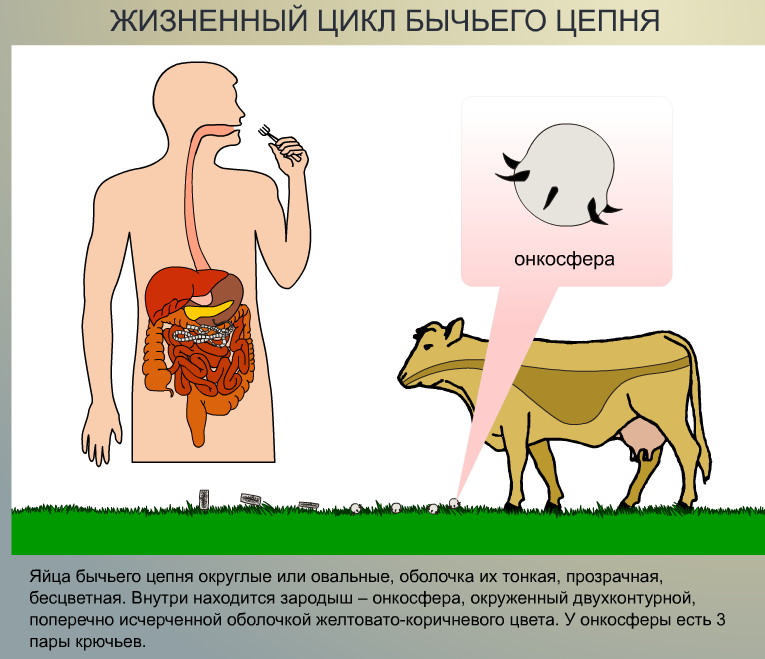 ЖИЗНЕННЫЙ ЦИКЛ БЫЧЬЕГО ЦЕПНЯ
онкосфера
Яйца бычьего цепня округлые или овальные, оболочка их тонкая, прозрачная,
бесцветная. Внутри находится зародыш – онкосфера, окруженный двухконтурной,
поперечно исчерченной оболочкой желтовато-коричневого цвета. У онкосферы есть 3
пары крючьев.